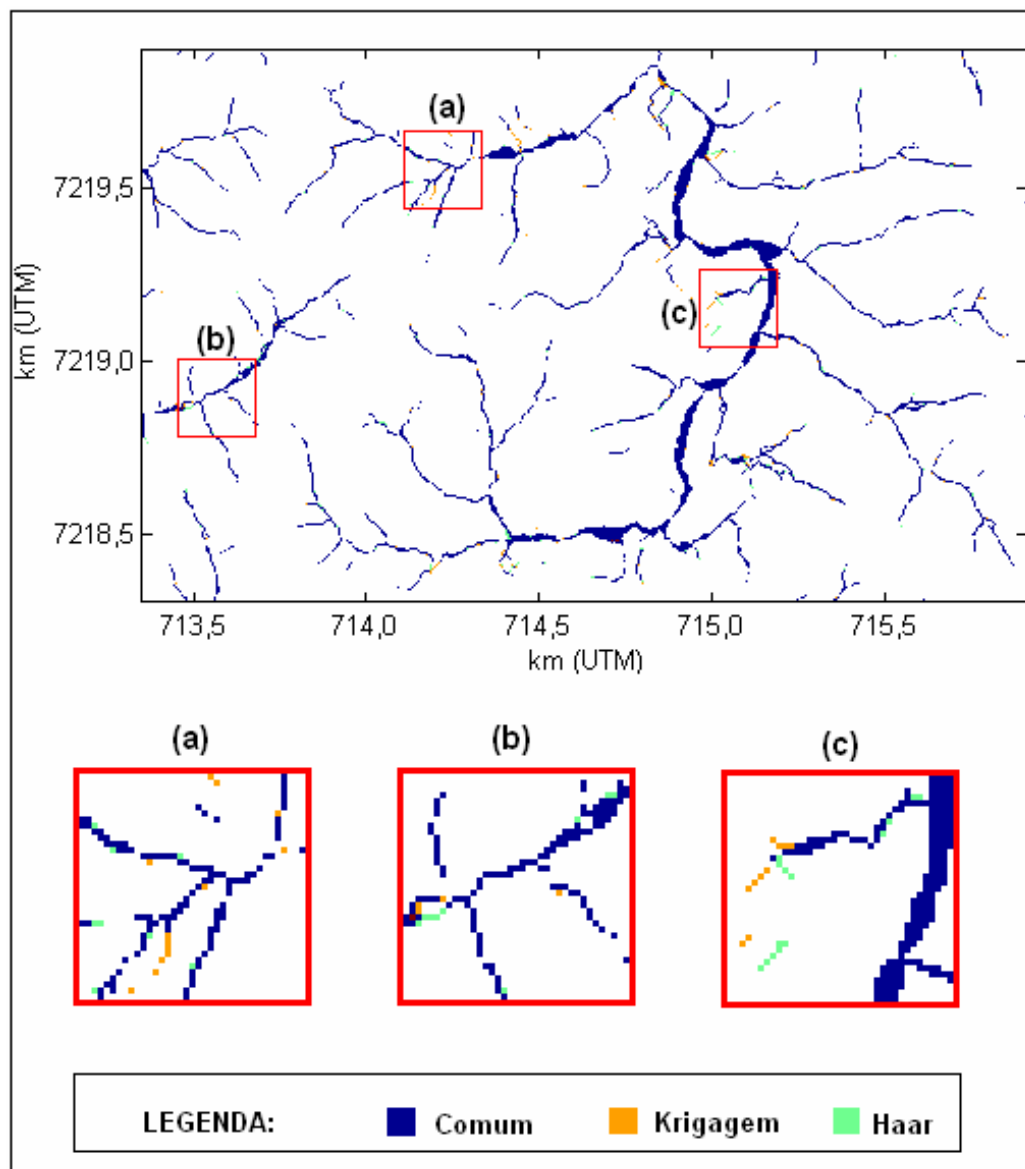 (a)
7219,5
km (UTM)
(c)
(b)
7219,0
7218,5
713,5 714,0 714,5 715,0 715,5
km (UTM)
(a) (b) (c)
LEGENDA: Comum Krigagem Haar